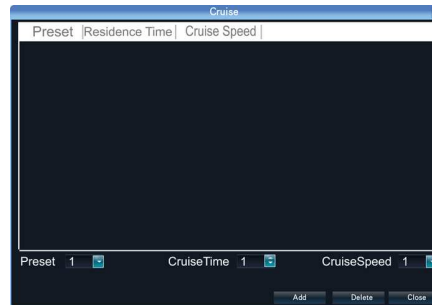 Cruise
Preset |Residence Time| Cruise Speed|
Preset 1 CruiseTime 1 CruiseSpeed 1
Add Delete Close